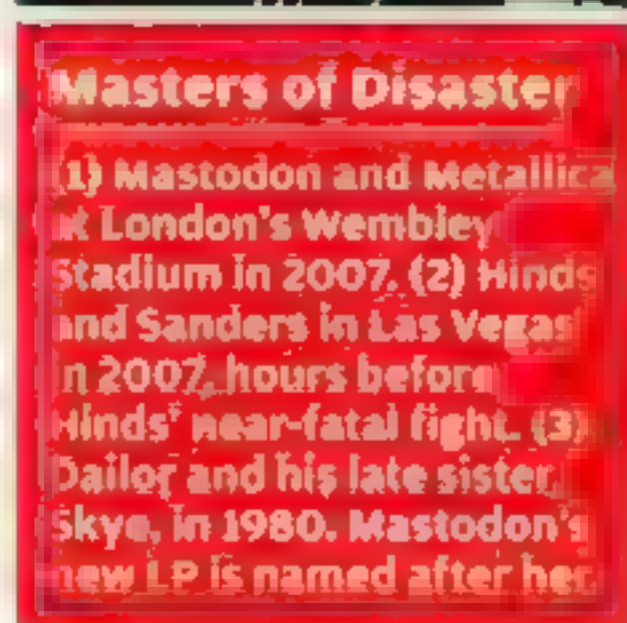 Masters of Disaster
(1) Mastodon and Metallica
at London's Wembley
Stadium in 2007. (2) Hinds
and Sanders in Las Vegas
in 2007, hours before
Hinds' near-fatal fight. (3)
Dailor and his late sister,
Skye, in 1980. Mastodon's
new LP is named after her.